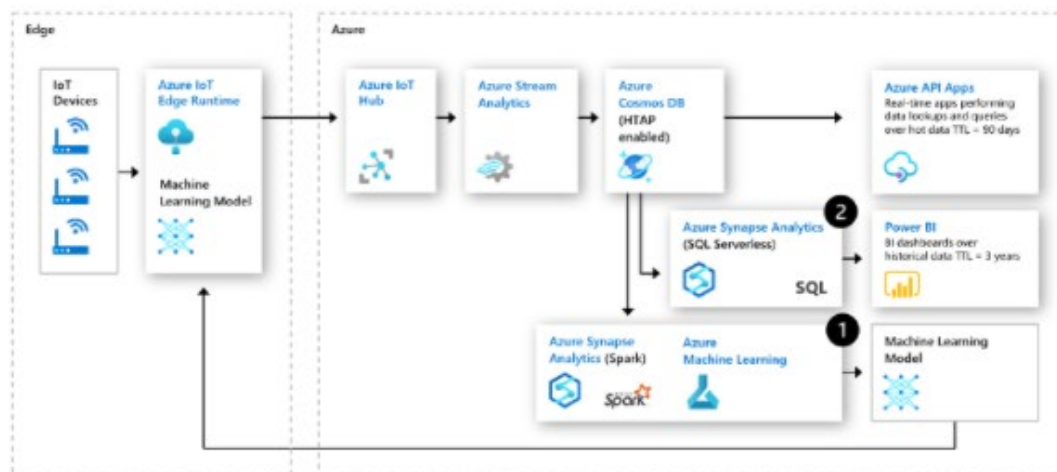 Edge
Azure
IoT
Devices
Azure IoT
Edge Runtime
Machine
Learning Model
Azure IoT
Hub
Azure Stream
Analytics
Azure
Cosmos DB
(HTAP
enabled)
Azure API Apps
Real-time apps performing
data lookups and queries
over hot data TTL = 90 days
Azure Synapse Analytics
(SQL Serverless)
SQL
2
Power BI
BI dashboards over
historical data TTL = 3 years
Azure Synapse
Analytics (Spark)
Spark
Azure
Machine Learning
1
Machine Learning
Model